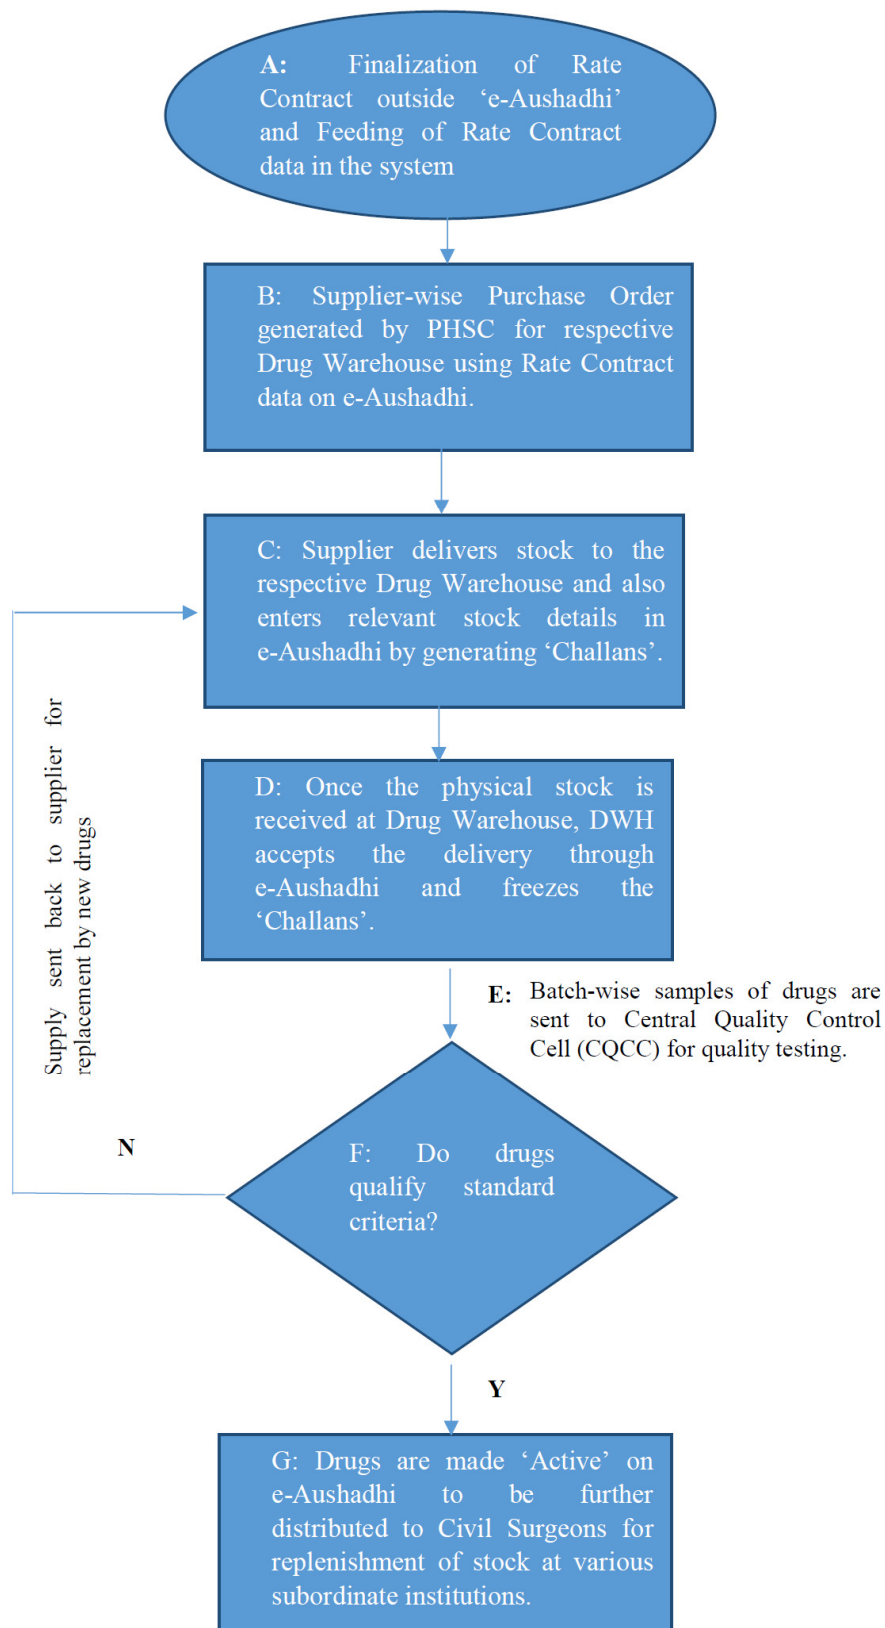 A: Finalization of Rate
Contract outside ‘e-Aushadhi’
and Feeding of Rate Contract
data in the system
B: Supplier-wise Purchase Order
generated by PHSC for respective
Drug Warehouse using Rate Contract
data on e-Aushadhi.
C: Supplier delivers stock to the
respective Drug Warehouse and also
enters relevant stock details in
e-Aushadhi by generating ‘Challans’.
Supply sent back to supplier for
replacement by new drugs
D: Once the physical stock is
received at Drug Warehouse, DWH
accepts the delivery through
e-Aushadhi and freezes the
‘Challans’.
E: Batch-wise samples of drugs are
sent to Central Quality Control
Cell (CQCC) for quality testing.
N
F: Do drugs
qualify standard
criteria?
Y
G: Drugs are made ‘Active’ on
e-Aushadhi to be further
distributed to Civil Surgeons for
replenishment of stock at various
subordinate institutions.